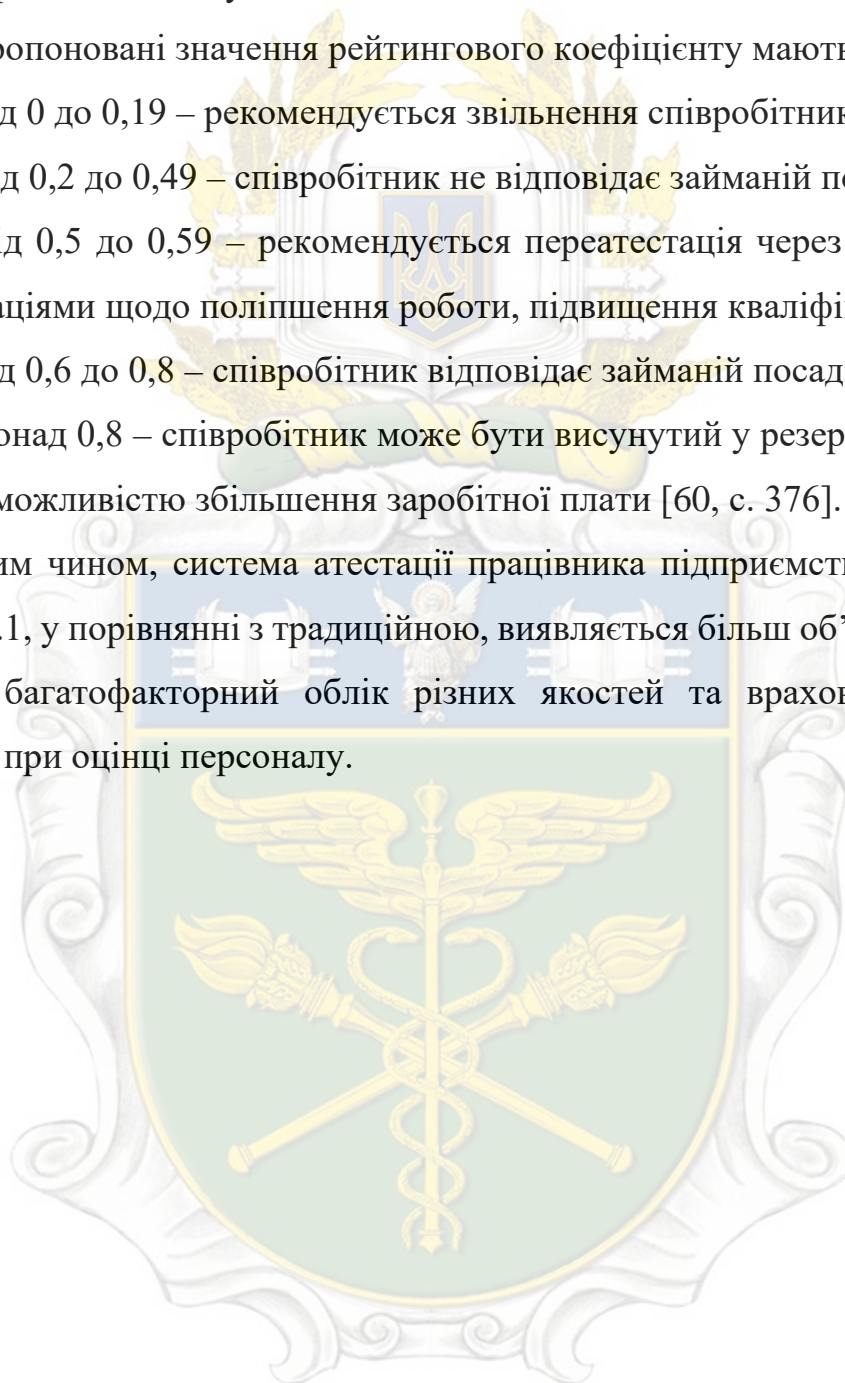 ропоновані значення рейтингового коефіцієнту мають
д 0 до 0,19 – рекомендується звільнення співробітник
д 0,2 до 0,49 – співробітник не відповідає займаній по
ід 0,5 до 0,59 – рекомендується переатестація через
аціями щодо поліпшення роботи, підвищення кваліфі
д 0,6 до 0,8 – співробітник відповідає займаній посад
онад 0,8 – співробітник може бути висунутий у резер
можливістю збільшення заробітної плати [60, с. 376].
им чином, система атестації працівника підприємств
.1, у порівнянні з традиційною, виявляється більш об’
багатофакторний облік різних якостей та врахов
при оцінці персоналу.